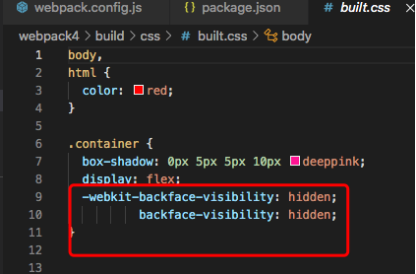 webpack.config.js
{} package.json
# built.css
webpack4 > build > css > # built.css > body
1 body,
2 html {
3 color: red;
4 }
5
6 .container {
7 box-shadow: 0px 5px 5px 10px deeppink;
8 display: flex;
9 -webkit-backface-visibility: hidden;
10 backface-visibility: hidden;
11 }
12
13